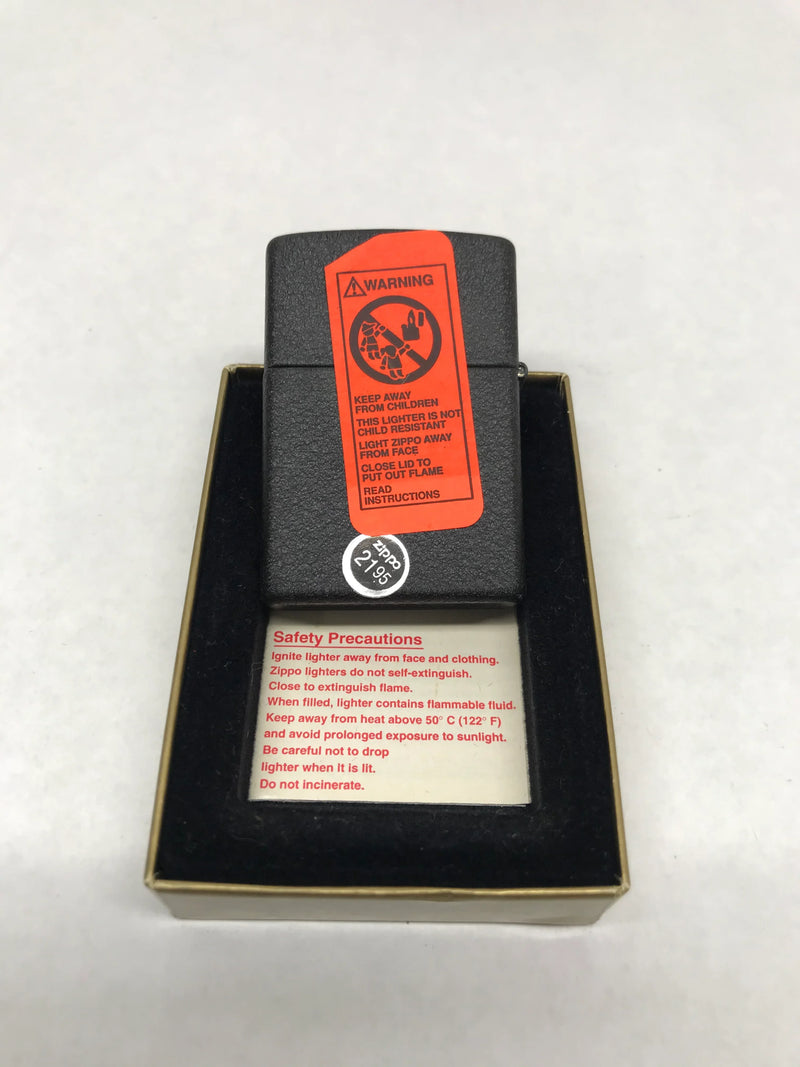 WARNING
KEEP AWAY
FROM CHILDREN
THIS LIGHTER IS NOT
CHILD RESISTANT
LIGHT ZIPPO AWAY
FROM FACE
CLOSE LID TO
PUT OUT FLAME
READ
INSTRUCTIONS
zippo
21.95
Safety Precautions
Ignite lighter away from face and clothing.
Zippo lighters do not self-extinguish.
Close to extinguish flame.
When filled, lighter contains flammable fluid.
Keep away from heat above 50° C (122° F)
and avoid prolonged exposure to sunlight.
Be careful not to drop
lighter when it is lit.
Do not incinerate.